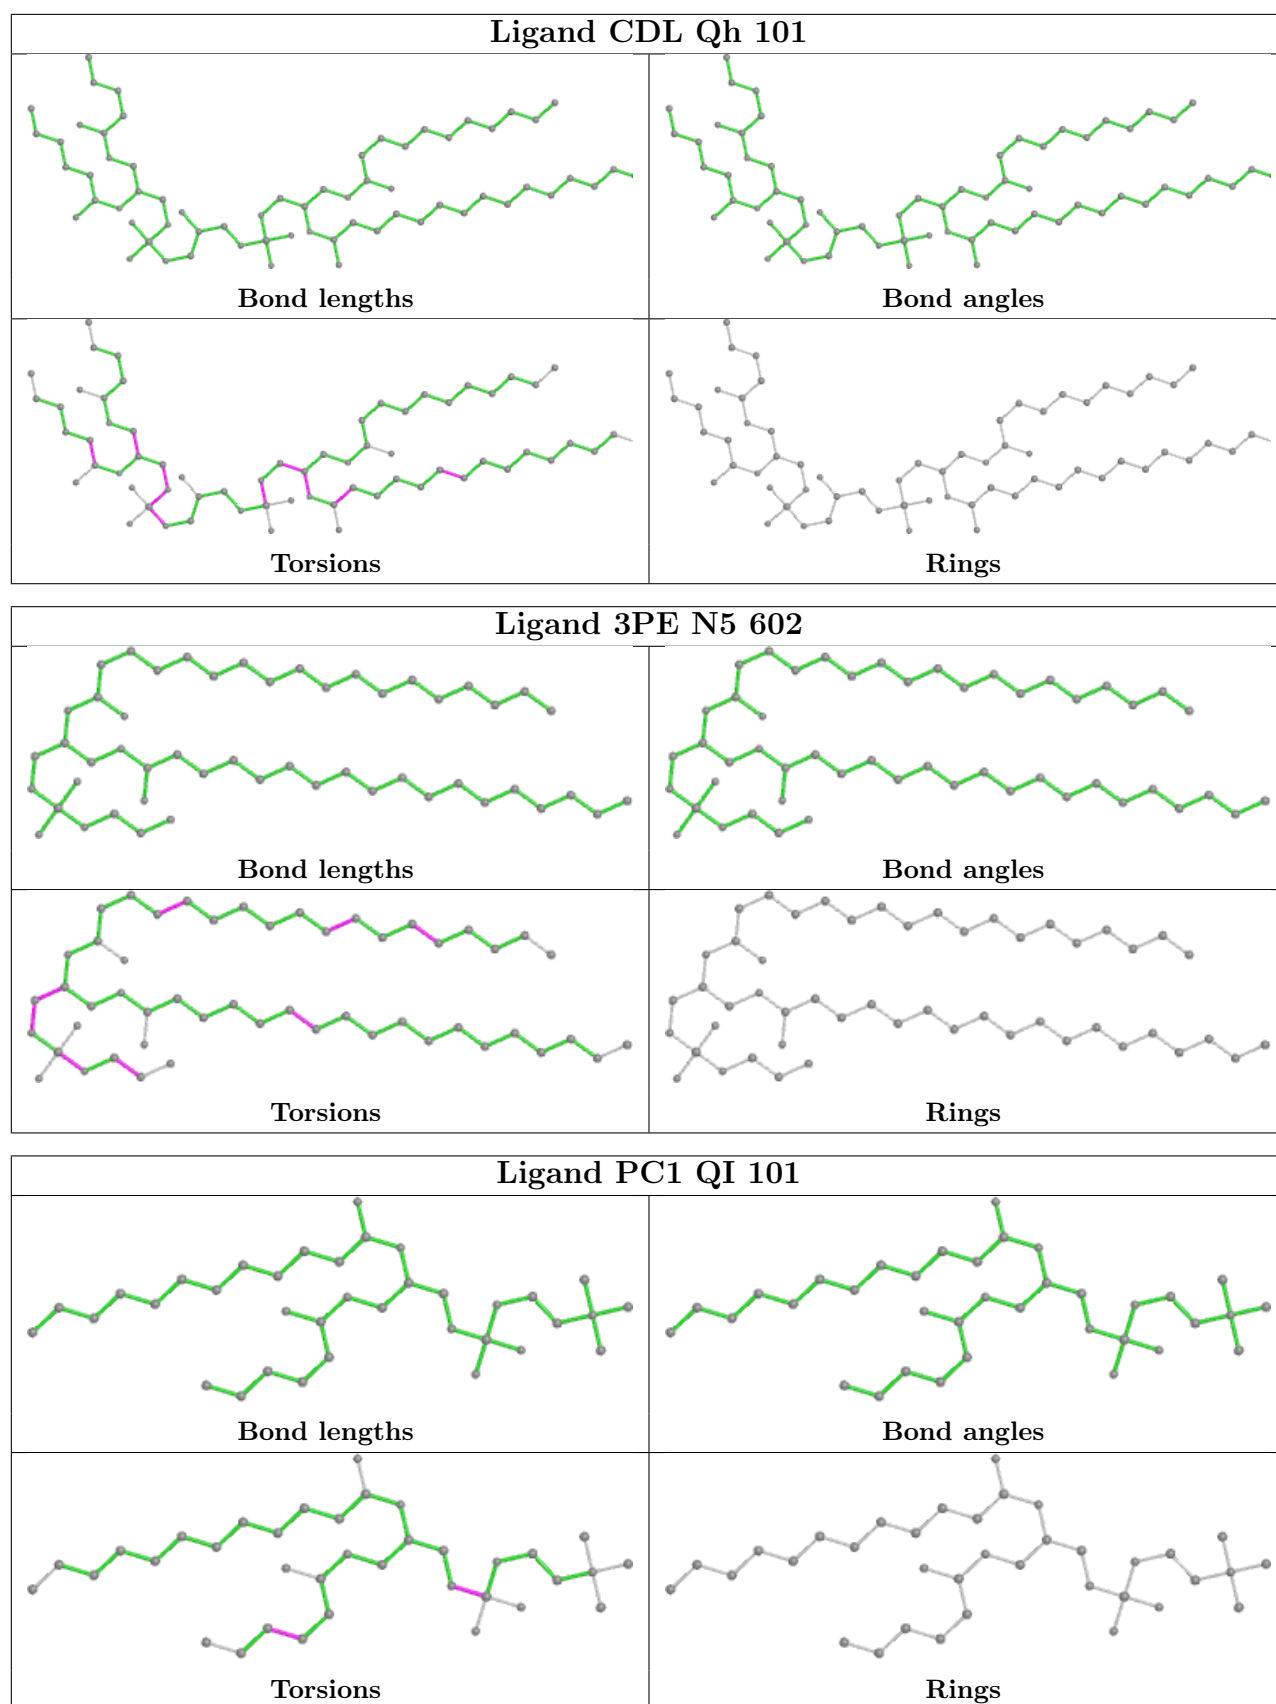 Ligand CDL Qh 101
Bond lengths
Bond angles
Torsions
Rings
Ligand 3PE N5 602
Bond lengths
Bond angles
Torsions
Rings
Ligand PC1 QI 101
Bond lengths
Bond angles
Torsions
Rings